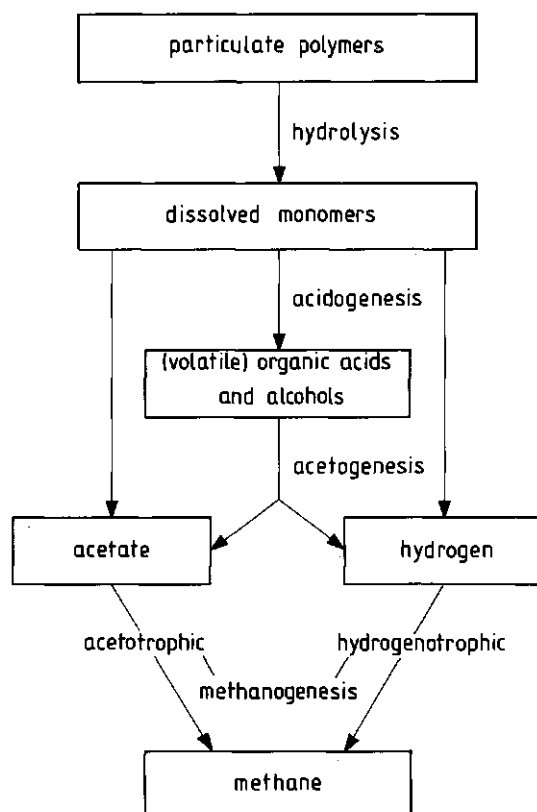 particulate polymers
hydrolysis
dissolved monomers
acidogenesis
(volatile) organic acids
and alcohols
acetogenesis
acetate
hydrogen
acetotrophic
hydrogenotrophic
methanogenesis
methane